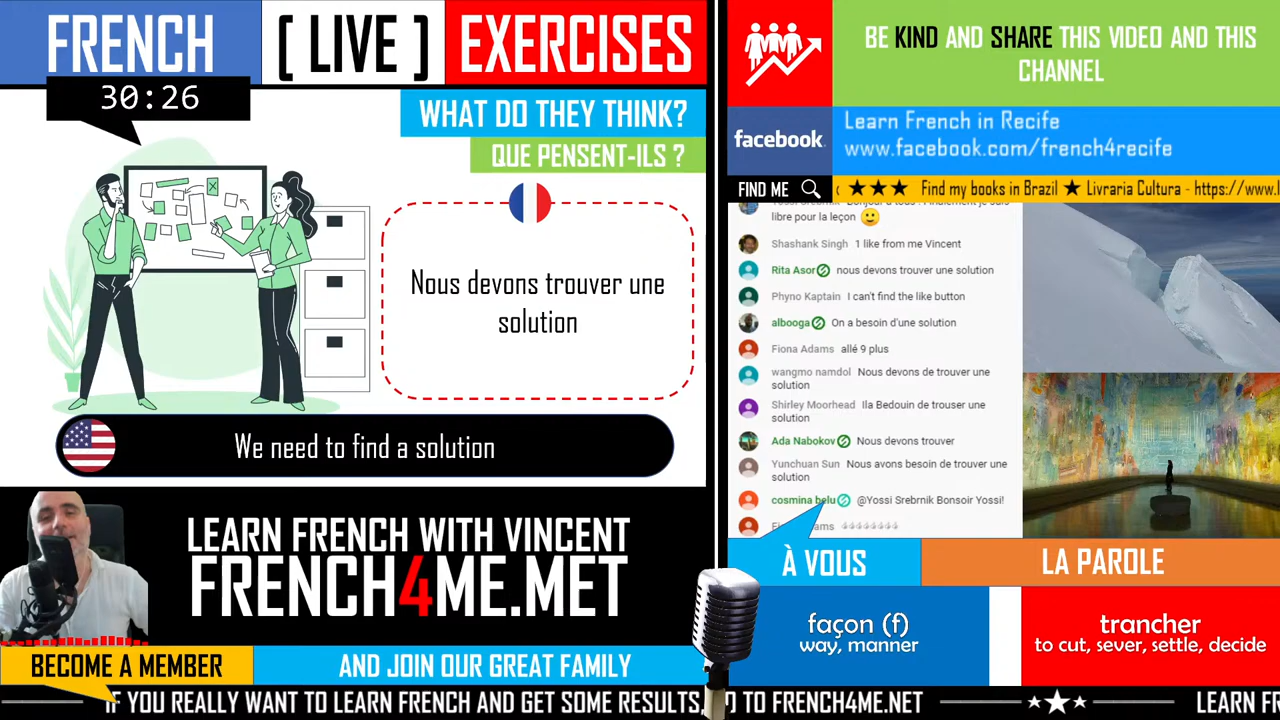 FRENCH
[ LIVE ]
EXERCISES
30:26
WHAT DO THEY THINK?
QUE PENSENT-ILS ?
Nous devons trouver une
solution
We need to find a solution
LEARN FRENCH WITH VINCENT
FRENCH4ME.MET
BECOME A MEMBER
AND JOIN OUR GREAT FAMILY
BE KIND AND SHARE THIS VIDEO AND THIS
CHANNEL
facebook
Learn French in Recife
www.facebook.com/french4recife
FIND ME
★★★ Find my books in Brazil ★ Livraria Cultura - https://www.l
libre pour la leçon
Shashank Singh 1 like from me Vincent
Rita Asor nous devons trouver une solution
Phyno Kaptain I can't find the like button
albooga On a besoin d'une solution
Fiona Adams allé 9 plus
wangmo namdol Nous devons de trouver une
solution
Shirley Moorhead Ila Bedouin de trouser une
solution
Ada Nabokov Nous devons trouver
Yunchuan Sun Nous avons besoin de trouver une
solution
cosmina belu @Yossi Srebrnik Bonsoir Yossi!
À VOUS
LA PAROLE
façon (f)
way, manner
trancher
to cut, sever, settle, decide
IF YOU REALLY WANT TO LEARN FRENCH AND GET SOME RESULTS, TO FRENCH4ME.NET
LEARN FR